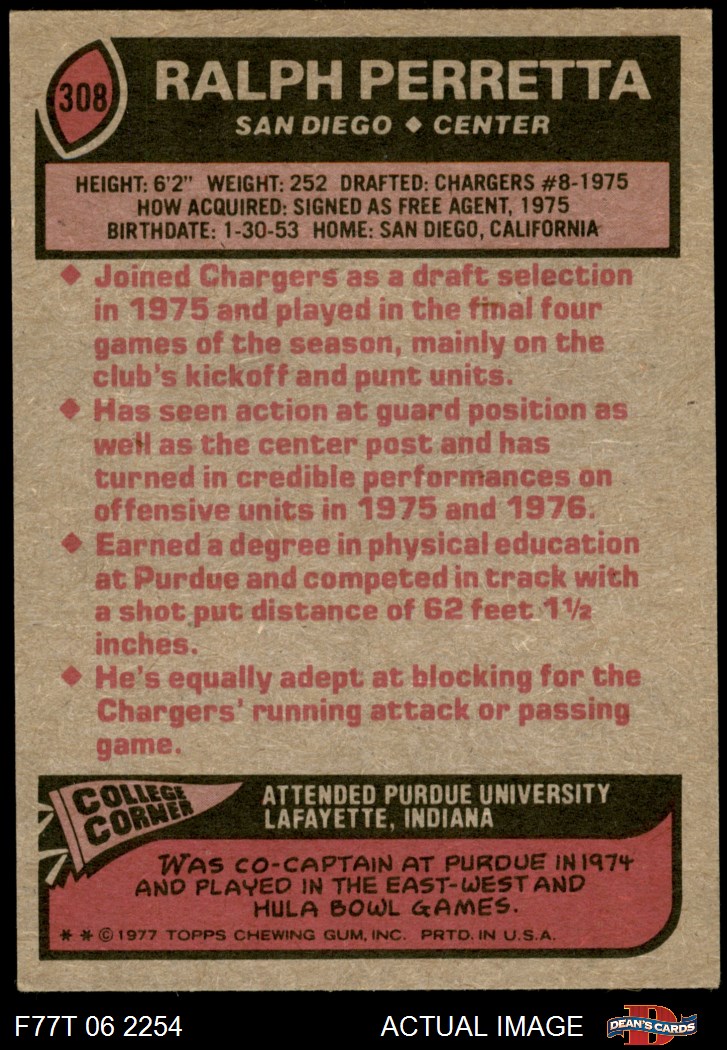 308
RALPH PERRETTA
SAN DIEGO ◆ CENTER
HEIGHT: 6'2" WEIGHT: 252 DRAFTED: CHARGERS #8-1975
HOW ACQUIRED: SIGNED AS FREE AGENT, 1975
BIRTHDATE: 1-30-53 HOME: SAN DIEGO, CALIFORNIA
◆ Joined Chargers as a draft selection
in 1975 and played in the final four
games of the season, mainly on the
club's kickoff and punt units.
◆ Has seen action at guard position as
well as the center post and has
turned in credible performances on
offensive units in 1975 and 1976.
◆ Earned a degree in physical education
at Purdue and competed in track with
a shot put distance of 62 feet 1½
inches.
◆ He's equally adept at blocking for the
Chargers' running attack or passing
game.
COLLEGE
CORNER
ATTENDED PURDUE UNIVERSITY
LAFAYETTE, INDIANA
WAS CO-CAPTAIN AT PURDUE IN 1974
AND PLAYED IN THE EAST-WEST AND
HULA BOWL GAMES.
* * © 1977 TOPPS CHEWING GUM, INC. PRTD. IN U.S.A.
F77T 06 2254
ACTUAL IMAGE
D
DEAN'S CARDS